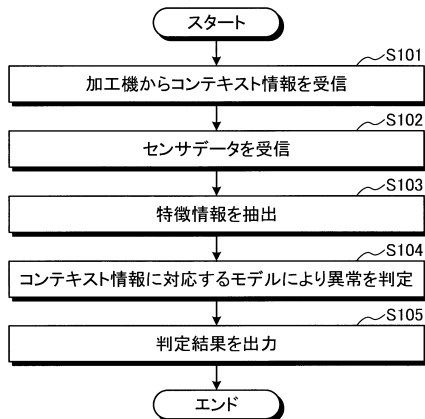 スタート
S101
加工機からコンテキスト情報を受信
S102
センサデータを受信
S103
特徴情報を抽出
S104
コンテキスト情報に対応するモデルにより異常を判定
S105
判定結果を出力
エンド